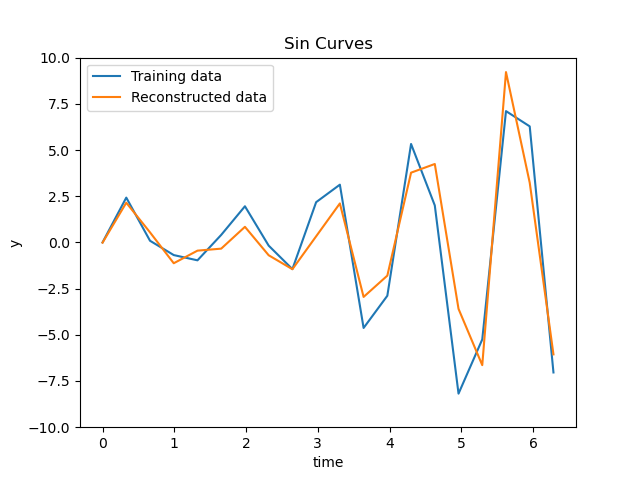 Sin Curves
Training data
Reconstructed data
10.0
7.5
5.0
2.5
0.0
−2.5
−5.0
−7.5
−10.0
y
0 1 2 3 4 5 6
time